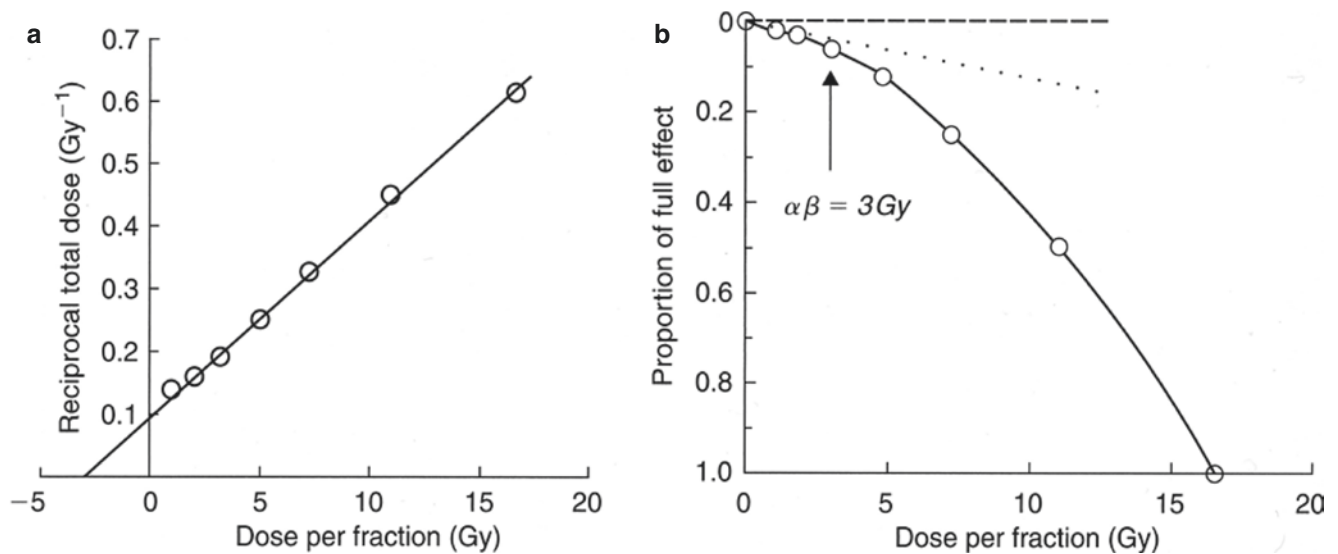 a
0.7
0.6
0.5
0.4
0.3
0.2
0.1
Reciprocal total dose (Gy⁻¹)
−5 0 5 10 15 20
Dose per fraction (Gy)
b
0
0.2
0.4
0.6
0.8
1.0
Proportion of full effect
αβ = 3Gy
0 5 10 15 20
Dose per fraction (Gy)